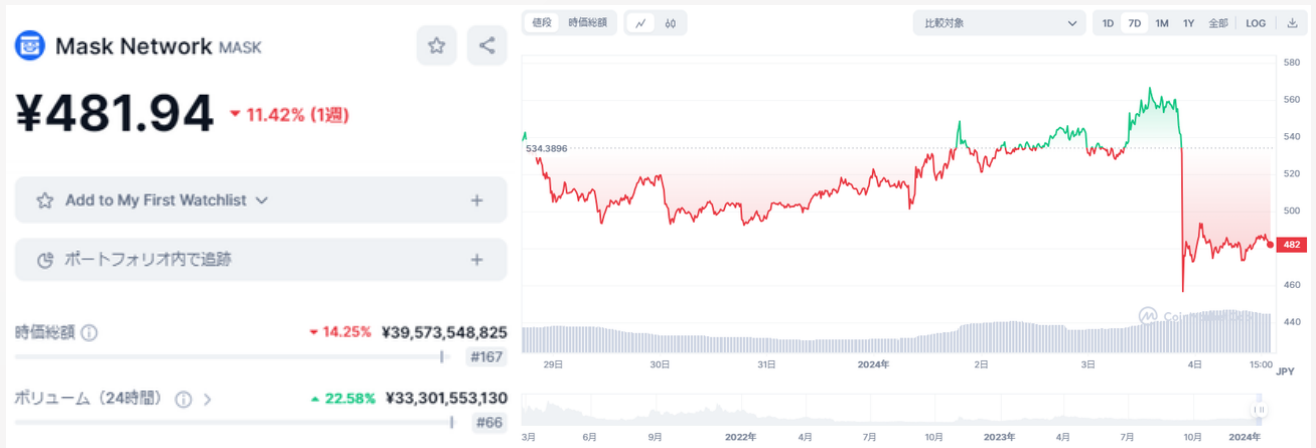 Mask Network MASK
¥481.94 11.42% (1週)
Add to My First Watchlist
ポートフォリオ内で追跡
時価総額 14.25% ¥39,573,548,825
#167
ボリューム（24時間） 22.58% ¥33,301,553,130
#66
値段 時価総額
比較対象
1D 7D 1M 1Y 全部 LOG
580
560
540
534.3896
520
500
482
460
440
29日 30日 31日 2024年 2日 3日 4日 15:00
JPY
3月 6月 9月 2022年 4月 7月 10月 2023年 4月 7月 10月 2024年